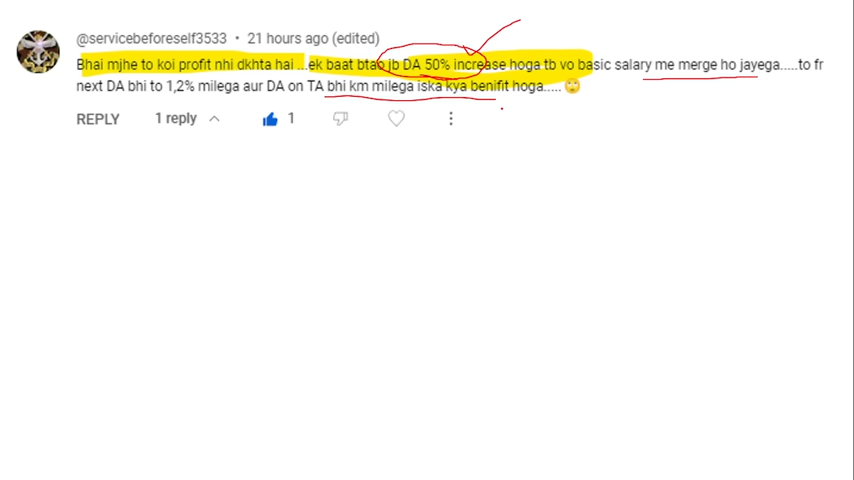 @servicebeforeself3533 • 21 hours ago (edited)
Bhai mjhe to koi profit nhi dkhta hai ...ek baat btao jb DA 50% increase hoga tb vo basic salary me merge ho jayega.....to fr
next DA bhi to 1,2% milega aur DA on TA bhi km milega iska kya benifit hoga..... 🙄
REPLY 1 reply 1